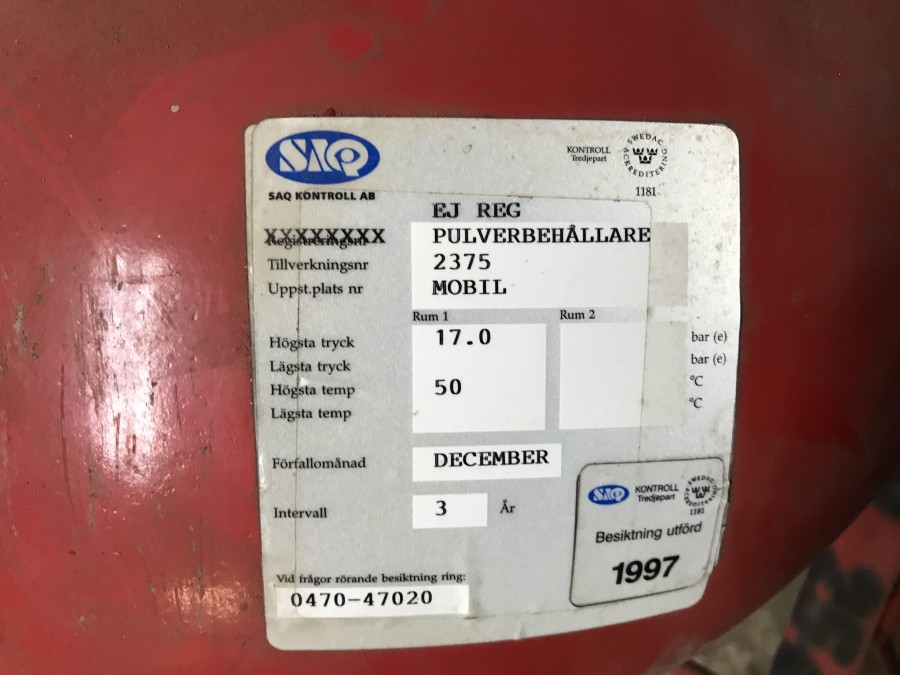 SAQ
SAQ KONTROLL AB
KONTROLL
Tredjepart
SWEDAC
ACKREDITERING
1181
EJ REG
Registreringsnr XXXXXXXX PULVERBEHÅLLARE
Tillverkningsnr 2375
Uppst.plats nr MOBIL
Rum 1 Rum 2
Högsta tryck 17.0 bar (e)
Lägsta tryck bar (e)
Högsta temp 50 °C
Lägsta temp °C
Förfallomånad DECEMBER
Intervall 3 År
SAQ KONTROLL
Tredjepart
SWEDAC
ACKREDITERING
1181
Besiktning utförd
1997
Vid frågor rörande besiktning ring:
0470-47020